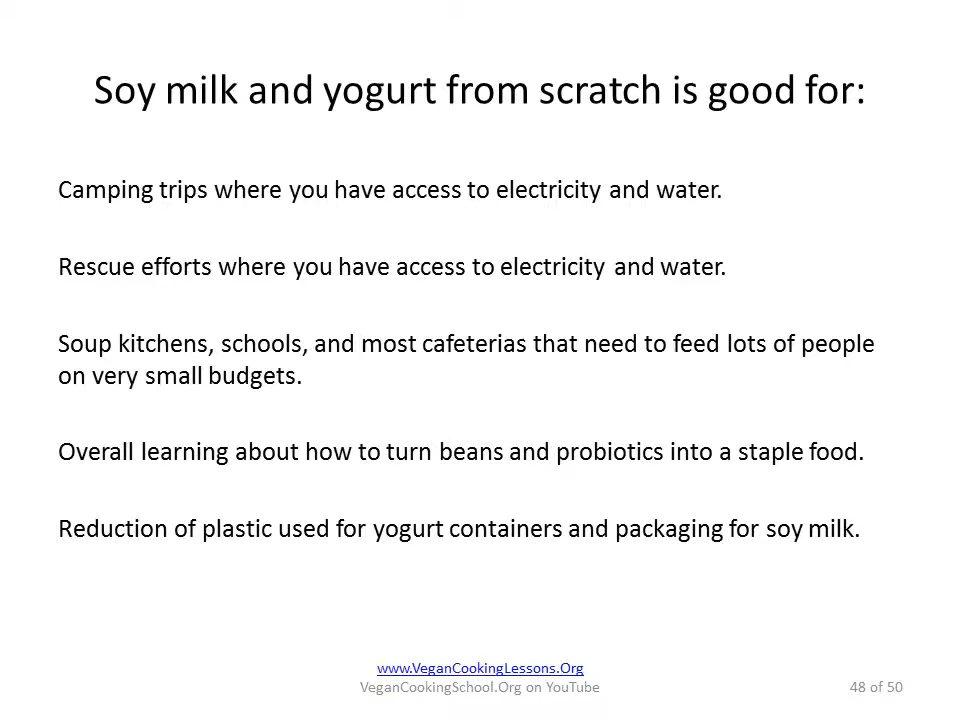 Soy milk and yogurt from scratch is good for:
Camping trips where you have access to electricity and water.
Rescue efforts where you have access to electricity and water.
Soup kitchens, schools, and most cafeterias that need to feed lots of people
on very small budgets.
Overall learning about how to turn beans and probiotics into a staple food.
Reduction of plastic used for yogurt containers and packaging for soy milk.
www.VeganCookingLessons.Org
VeganCookingSchool.Org on YouTube
48 of 50